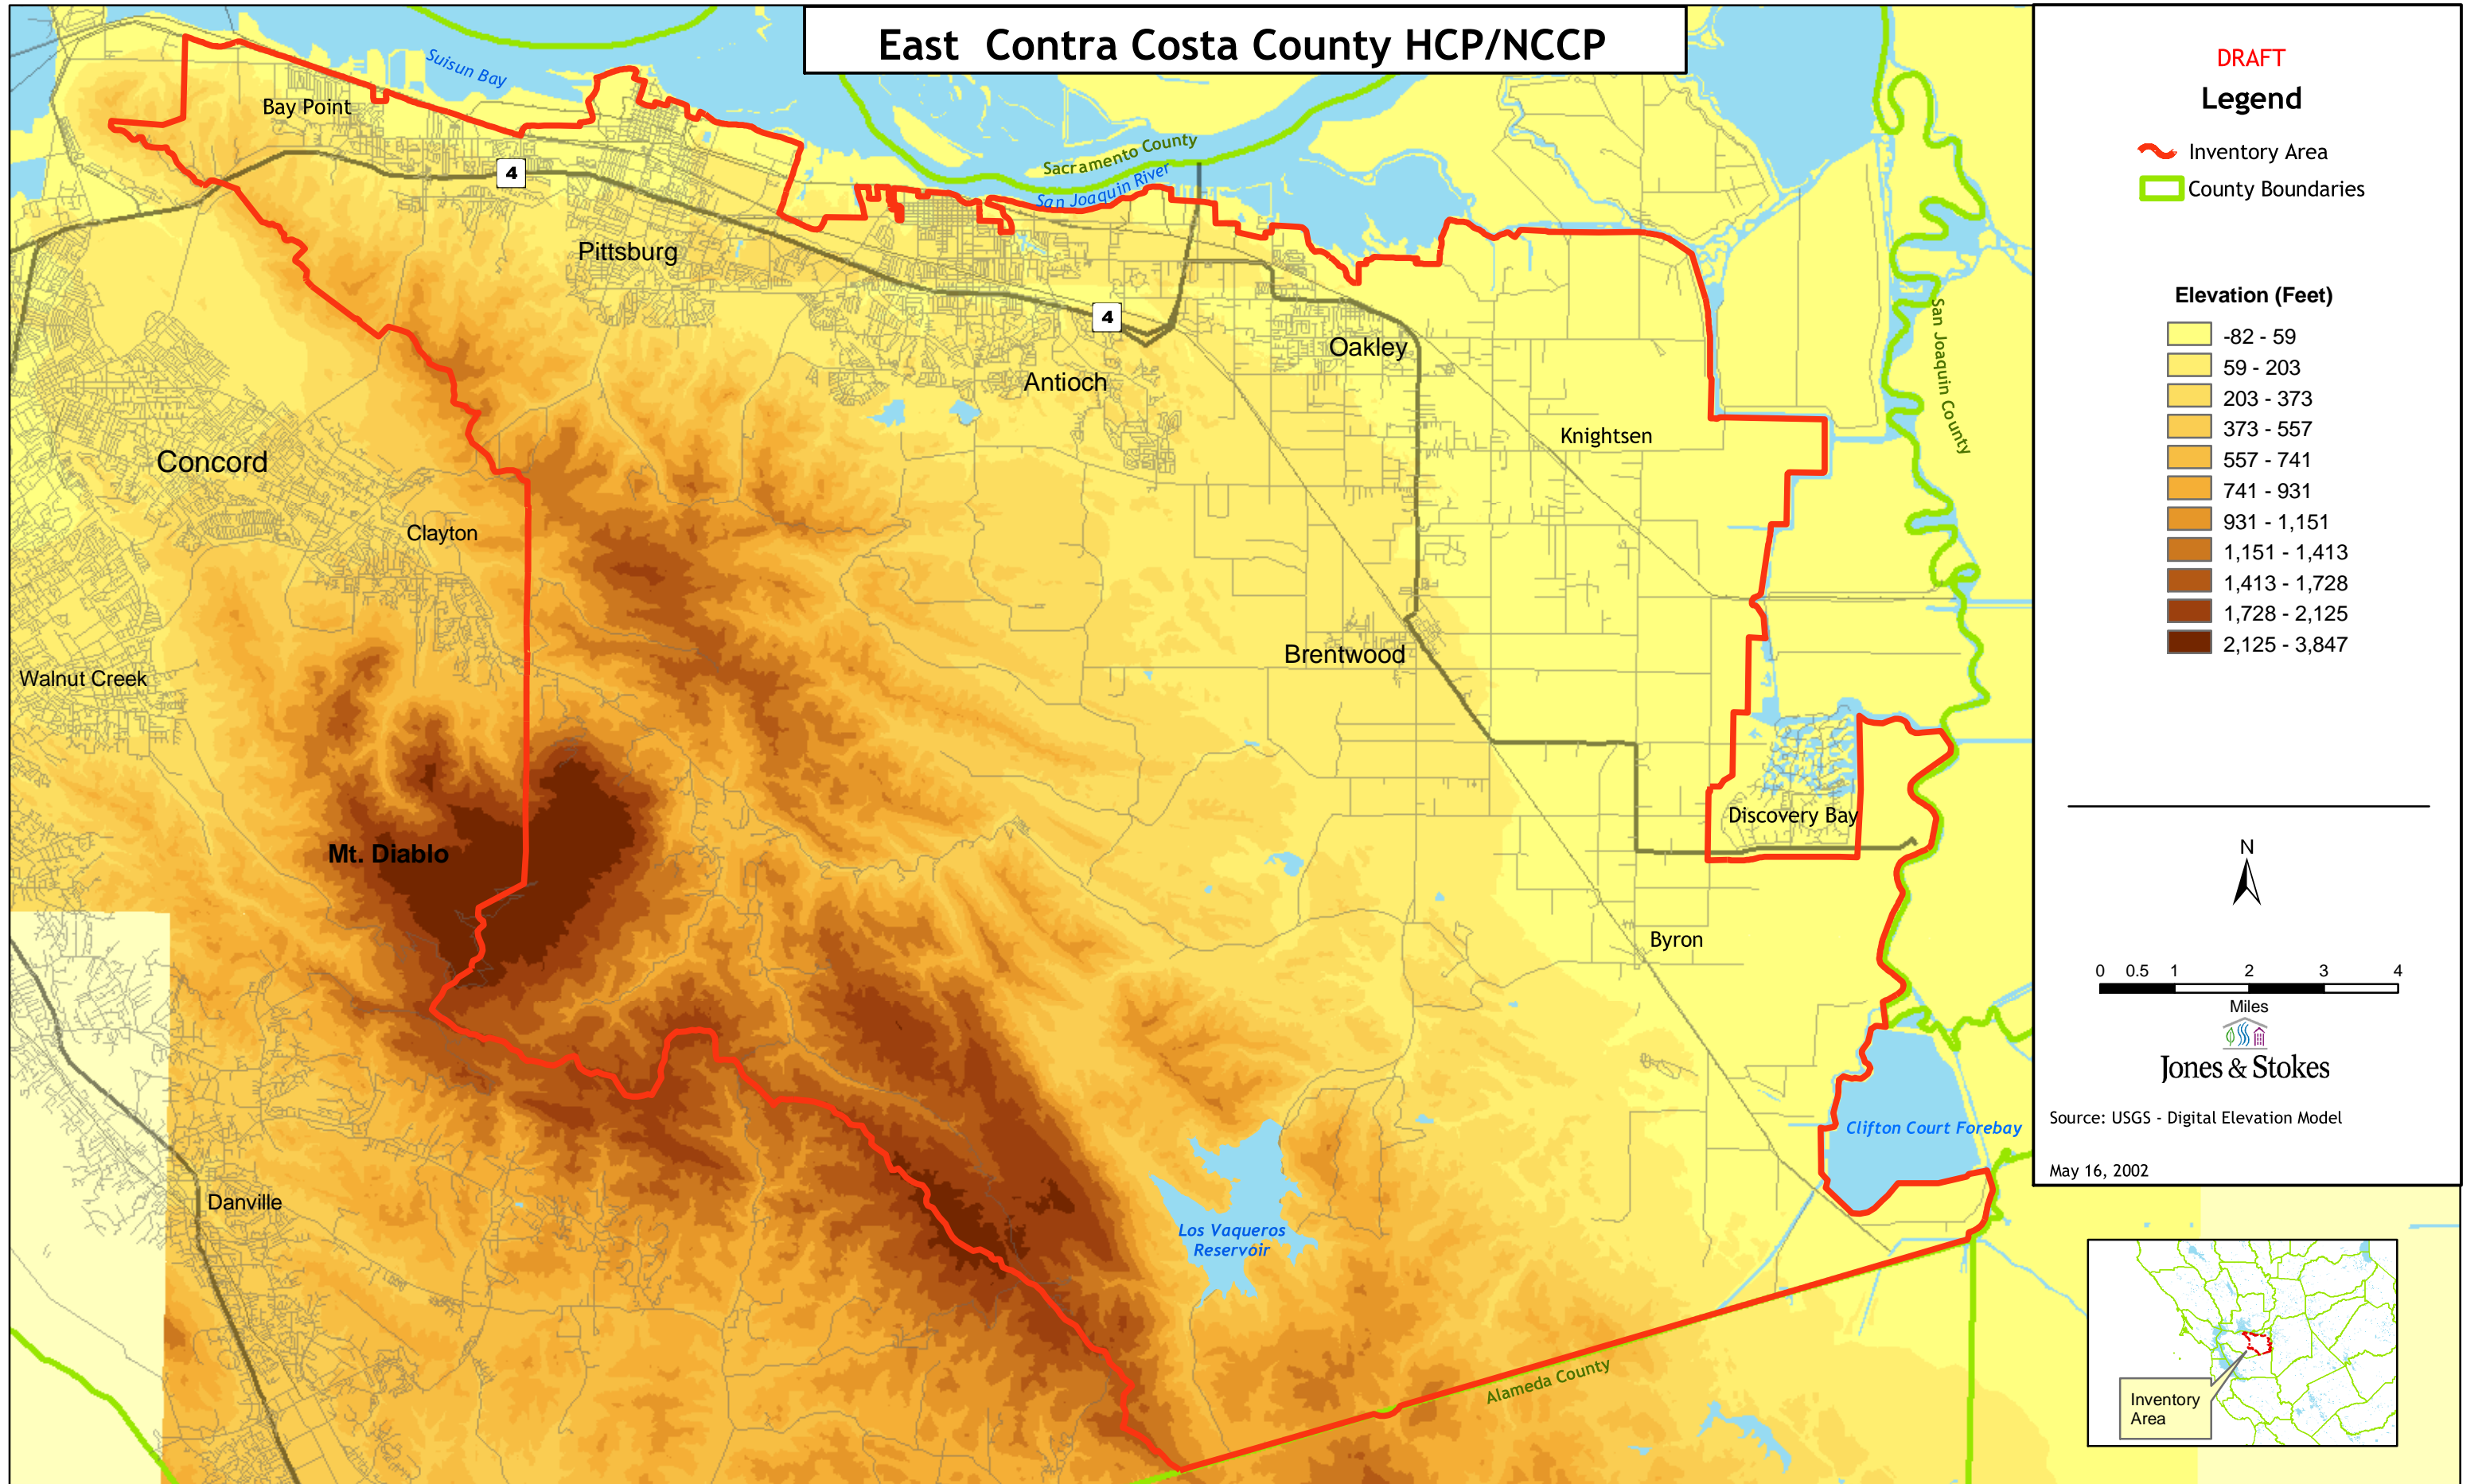 East Contra Costa County HCP/NCCP
Suisun Bay
Bay Point
4
Sacramento County
San Joaquin River
Pittsburg
4
Oakley
Antioch
San Joaquin County
Knightsen
Concord
Clayton
Brentwood
Walnut Creek
Discovery Bay
Mt. Diablo
Byron
Clifton Court Forebay
Danville
Los Vaqueros
Reservoir
Alameda County
DRAFT
Legend
Inventory Area
County Boundaries
Elevation (Feet)
-82 - 59
59 - 203
203 - 373
373 - 557
557 - 741
741 - 931
931 - 1,151
1,151 - 1,413
1,413 - 1,728
1,728 - 2,125
2,125 - 3,847
N
0 0.5 1 2 3 4
Miles
Jones & Stokes
Source: USGS - Digital Elevation Model
May 16, 2002
Inventory
Area